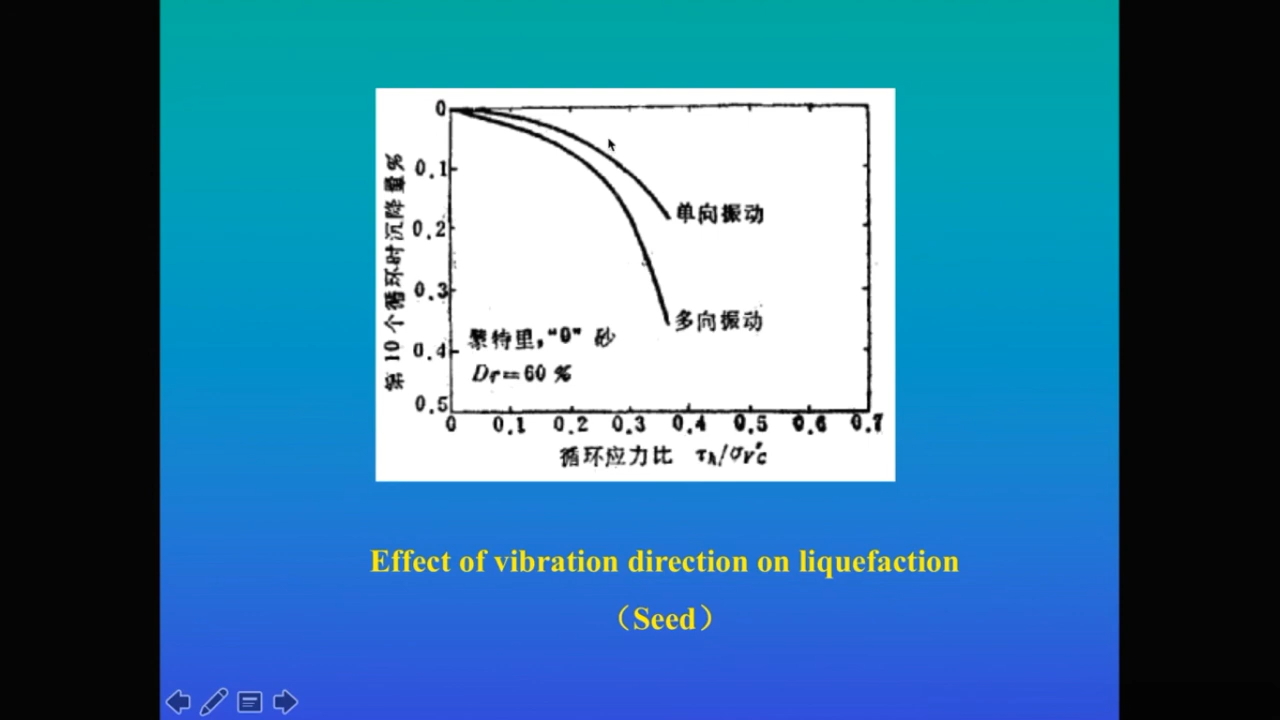 0
0.1
0.2
0.3
0.4
0.5
第10个循环时沉降量%
单向振动
多向振动
蒙特里,“0”砂
Dr=60 %
0 0.1 0.2 0.3 0.4 0.5 0.6 0.7
循环应力比 τh/σv'c
Effect of vibration direction on liquefaction
（Seed）